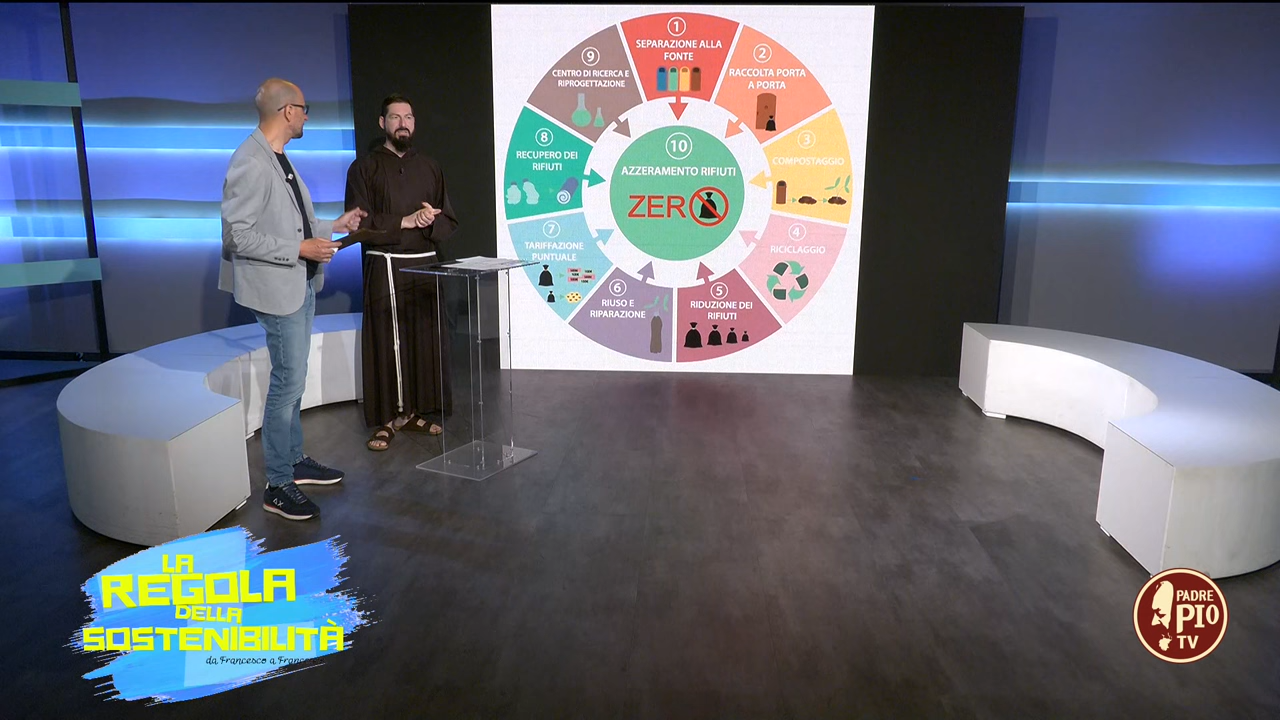 1
SEPARAZIONE ALLA
FONTE
2
RACCOLTA PORTA
A PORTA
3
COMPOSTAGGIO
4
RICICLAGGIO
5
RIDUZIONE DEI
RIFIUTI
6
RIUSO E
RIPARAZIONE
7
TARIFFAZIONE
PUNTUALE
8
RECUPERO DEI
RIFIUTI
9
CENTRO DI RICERCA E
RIPROGETTAZIONE
10
AZZERAMENTO RIFIUTI
ZERO
LA
REGOLA
DELLA
SOSTENIBILITÀ
da Francesco a
PADRE
PIO
TV